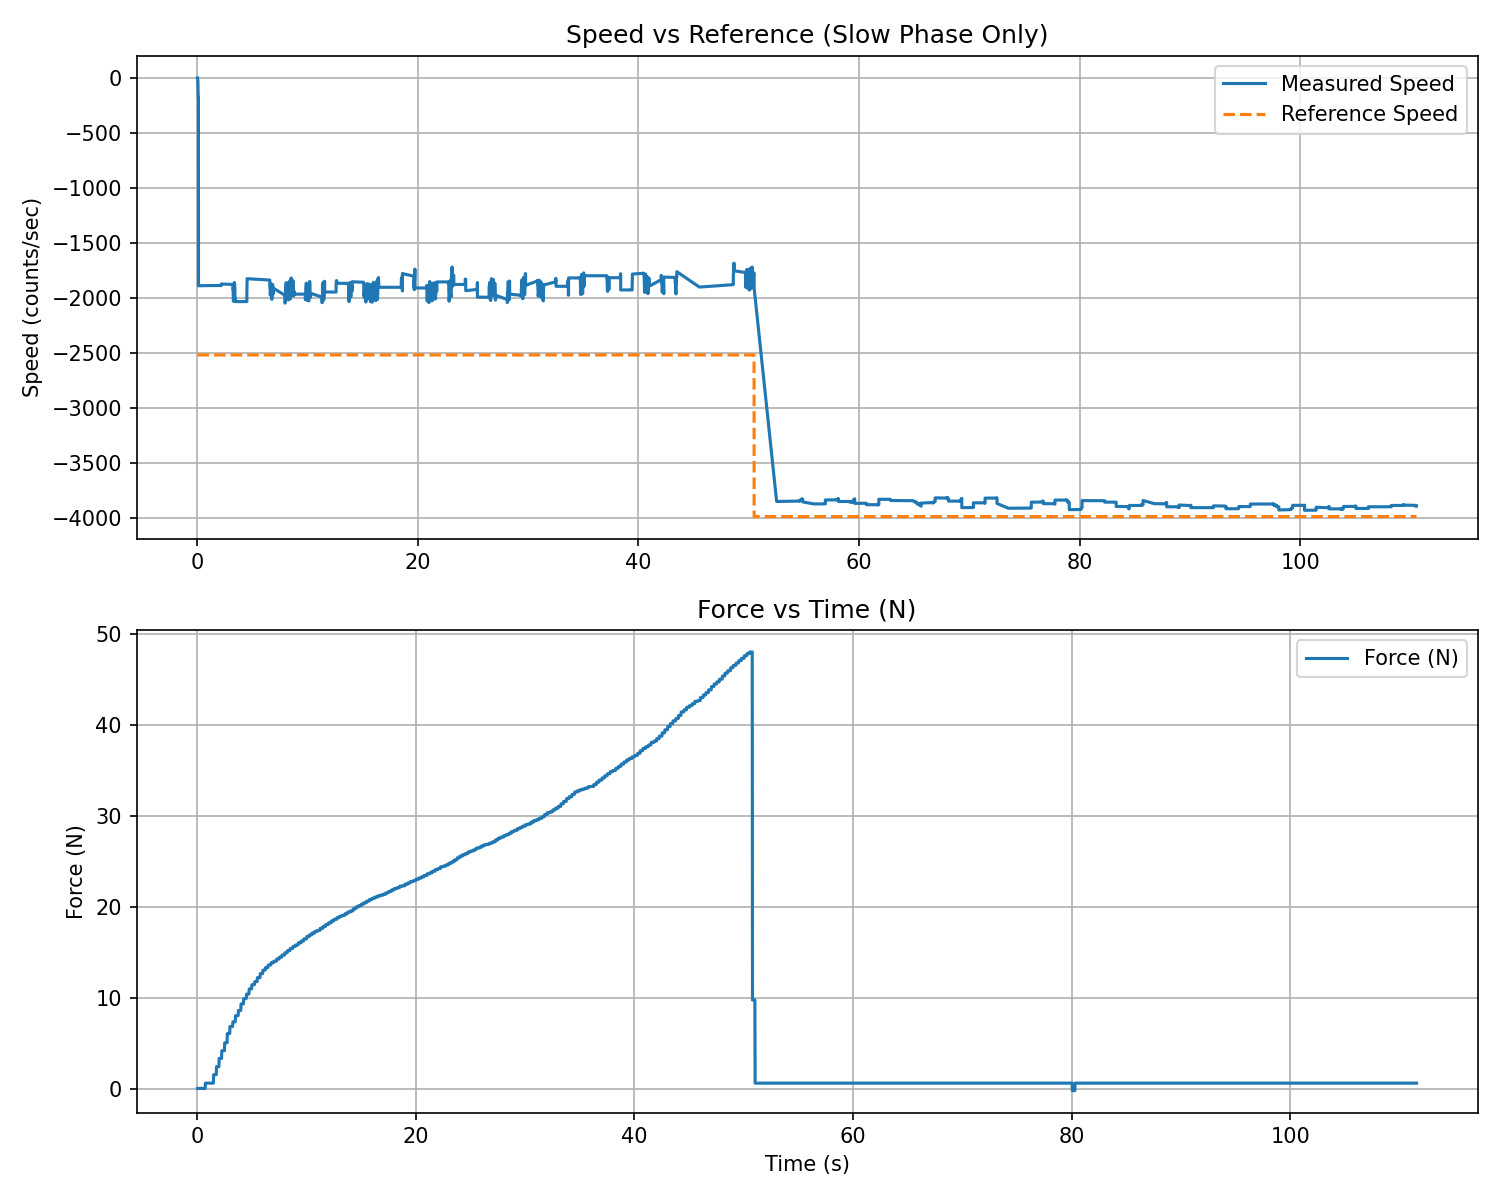 Speed vs Reference (Slow Phase Only)
Speed (counts/sec)
0
−500
−1000
−1500
−2000
−2500
−3000
−3500
−4000
Measured Speed
Reference Speed
0 20 40 60 80 100
Force vs Time (N)
Force (N)
50
40
30
20
10
0
Force (N)
0 20 40 60 80 100
Time (s)